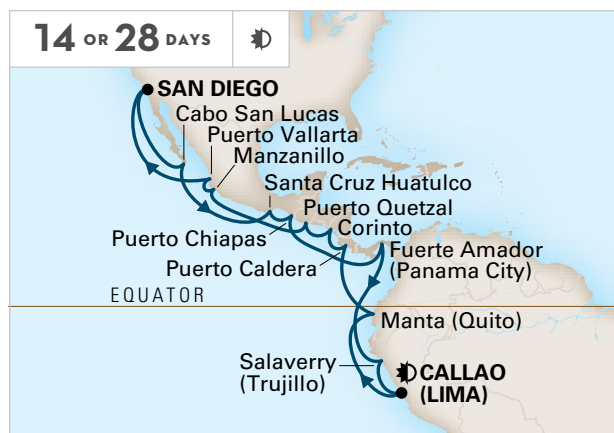 14 OR 28 DAYS
SAN DIEGO
Cabo San Lucas
Puerto Vallarta
Manzanillo
Santa Cruz Huatulco
Puerto Quetzal
Corinto
Puerto Chiapas
Fuerte Amador
(Panama City)
Puerto Caldera
EQUATOR
Manta (Quito)
Salaverry
(Trujillo)
CALLAO
(LIMA)